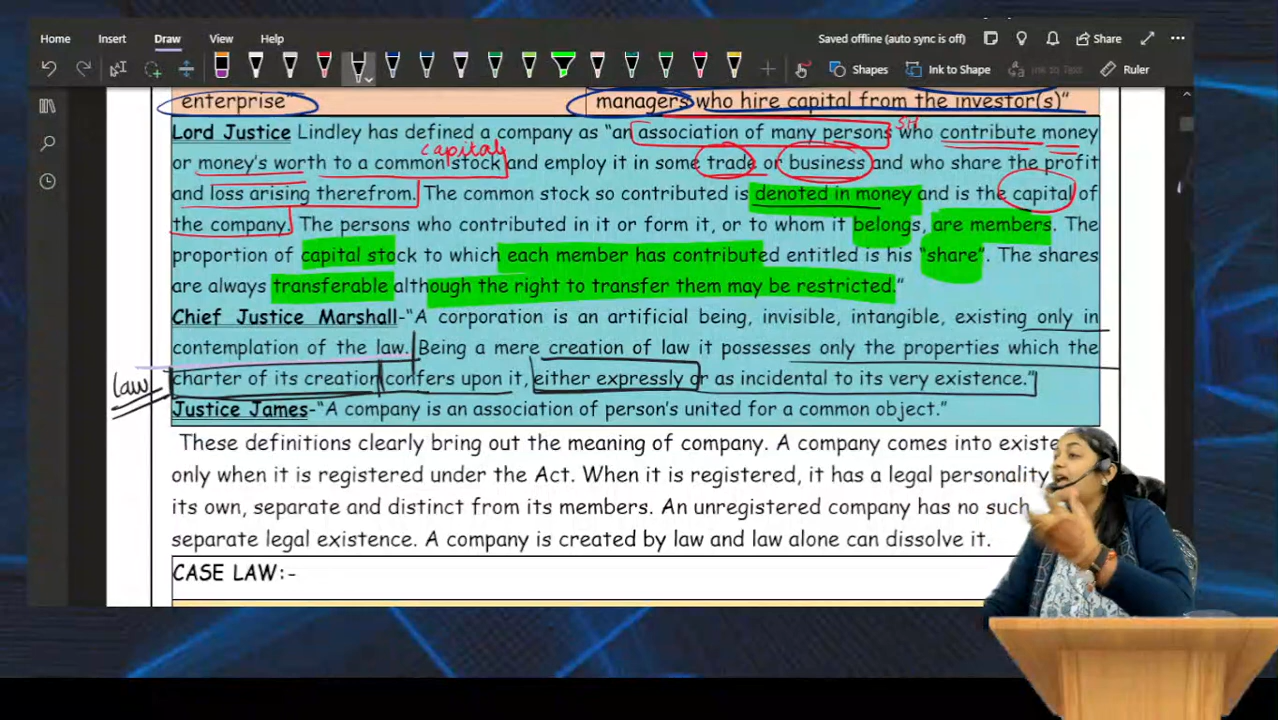 Home Insert Draw View Help Saved offline (auto sync is off) Share
Shapes Ink to Shape Ink to Text Ruler
enterprise" managers who hire capital from the investor(s)"
SH
Lord Justice Lindley has defined a company as "an association of many persons who contribute money
capital
or money's worth to a common stock and employ it in some trade or business and who share the profit
and loss arising therefrom. The common stock so contributed is denoted in money and is the capital of
the company. The persons who contributed in it or form it, or to whom it belongs, are members. The
proportion of capital stock to which each member has contributed entitled is his "share". The shares
are always transferable although the right to transfer them may be restricted."
Chief Justice Marshall-"A corporation is an artificial being, invisible, intangible, existing only in
contemplation of the law. Being a mere creation of law it possesses only the properties which the
law charter of its creation confers upon it, either expressly or as incidental to its very existence."
Justice James-"A company is an association of person's united for a common object."
These definitions clearly bring out the meaning of company. A company comes into existe
only when it is registered under the Act. When it is registered, it has a legal personality
its own, separate and distinct from its members. An unregistered company has no such
separate legal existence. A company is created by law and law alone can dissolve it.
CASE LAW:-